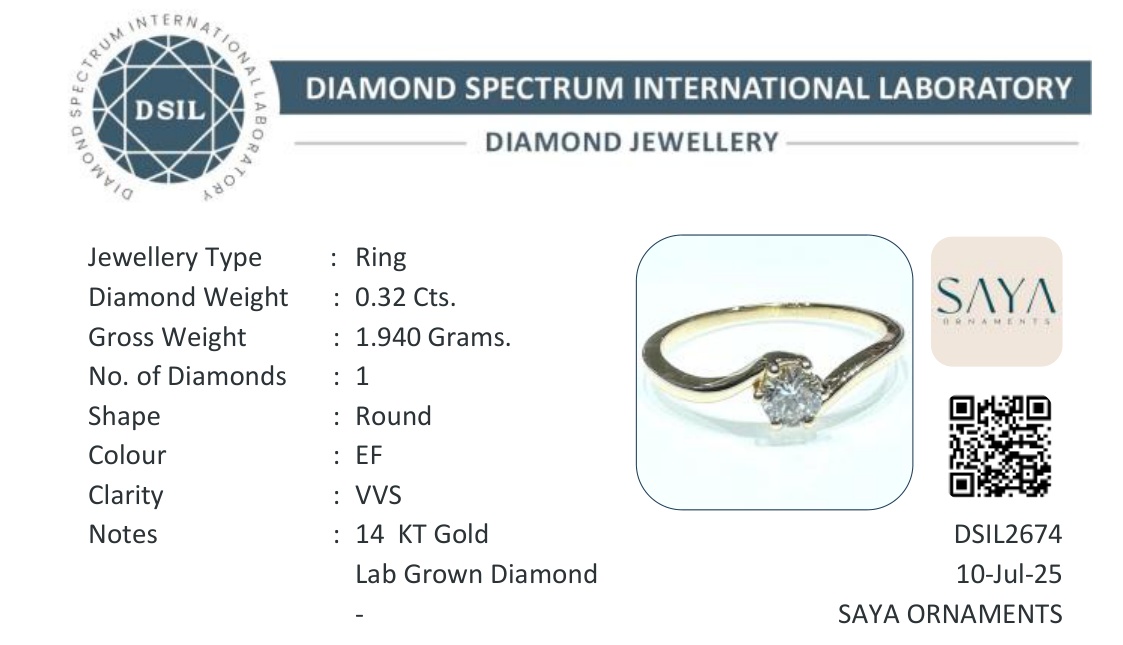 DIAMOND SPECTRUM INTERNATIONAL LABORATORY
DSIL
DIAMOND SPECTRUM INTERNATIONAL LABORATORY
DIAMOND JEWELLERY
Jewellery Type : Ring
Diamond Weight : 0.32 Cts.
Gross Weight : 1.940 Grams.
No. of Diamonds : 1
Shape : Round
Colour : EF
Clarity : VVS
Notes : 14 KT Gold
Lab Grown Diamond
-
SAYA
ORNAMENTS
DSIL2674
10-Jul-25
SAYA ORNAMENTS